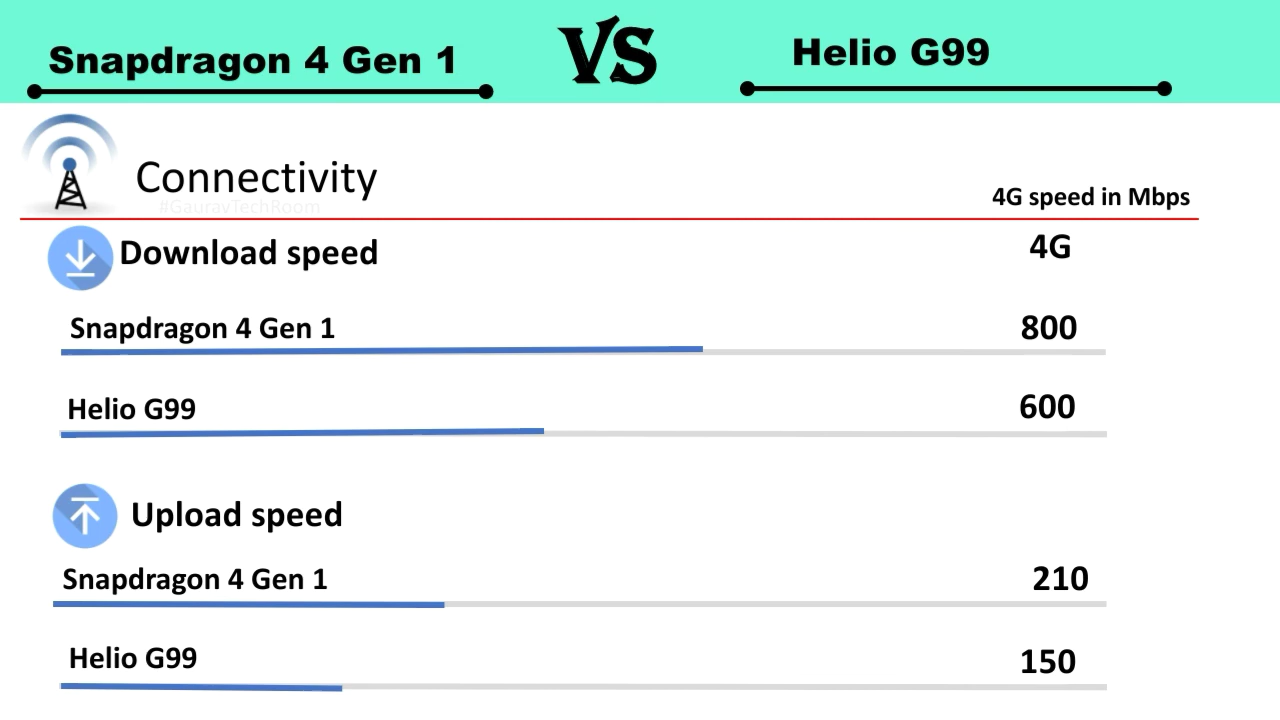 Snapdragon 4 Gen 1
VS
Helio G99
Connectivity
#GauravTechRoom
4G speed in Mbps
Download speed
4G
Snapdragon 4 Gen 1
800
Helio G99
600
Upload speed
Snapdragon 4 Gen 1
210
Helio G99
150